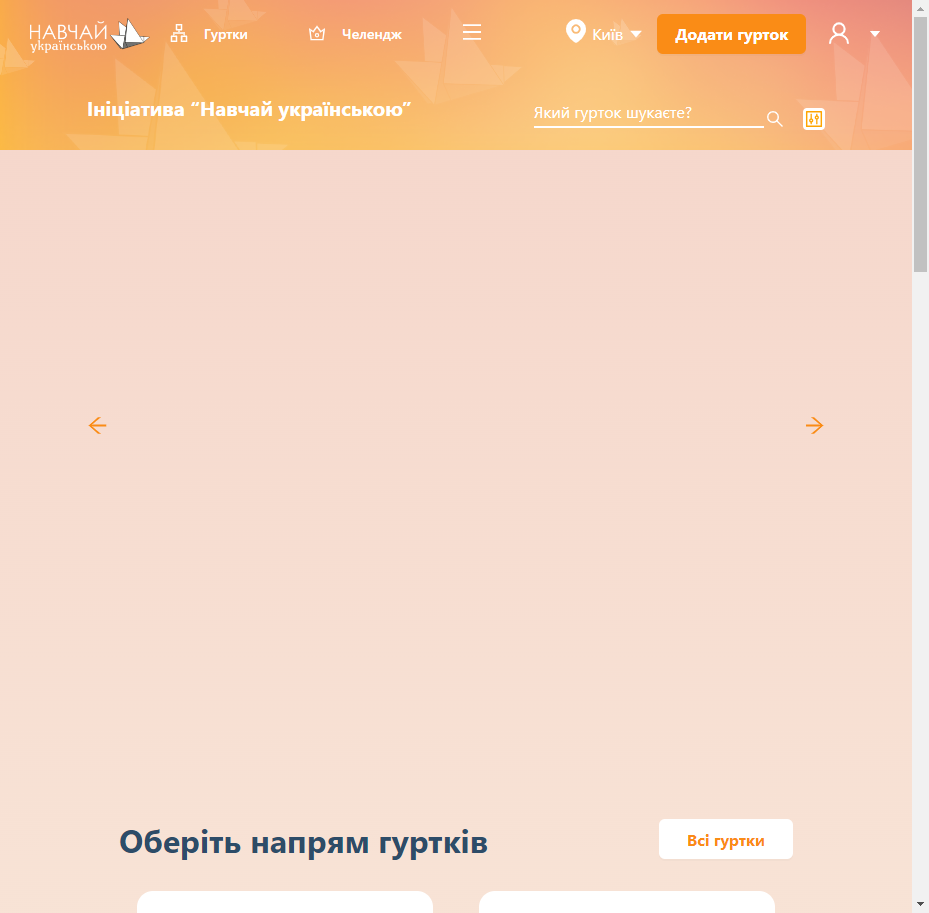 НАВЧАЙ
українською
Гуртки
Челендж
Київ
Додати гурток
Ініціатива “Навчай українською”
Який гурток шукаєте?
Оберіть напрям гуртків
Всі гуртки